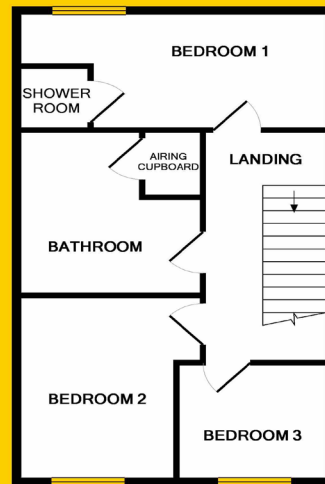 BEDROOM 1
SHOWER
ROOM
AIRING
CUPBOARD
LANDING
BATHROOM
BEDROOM 2
BEDROOM 3